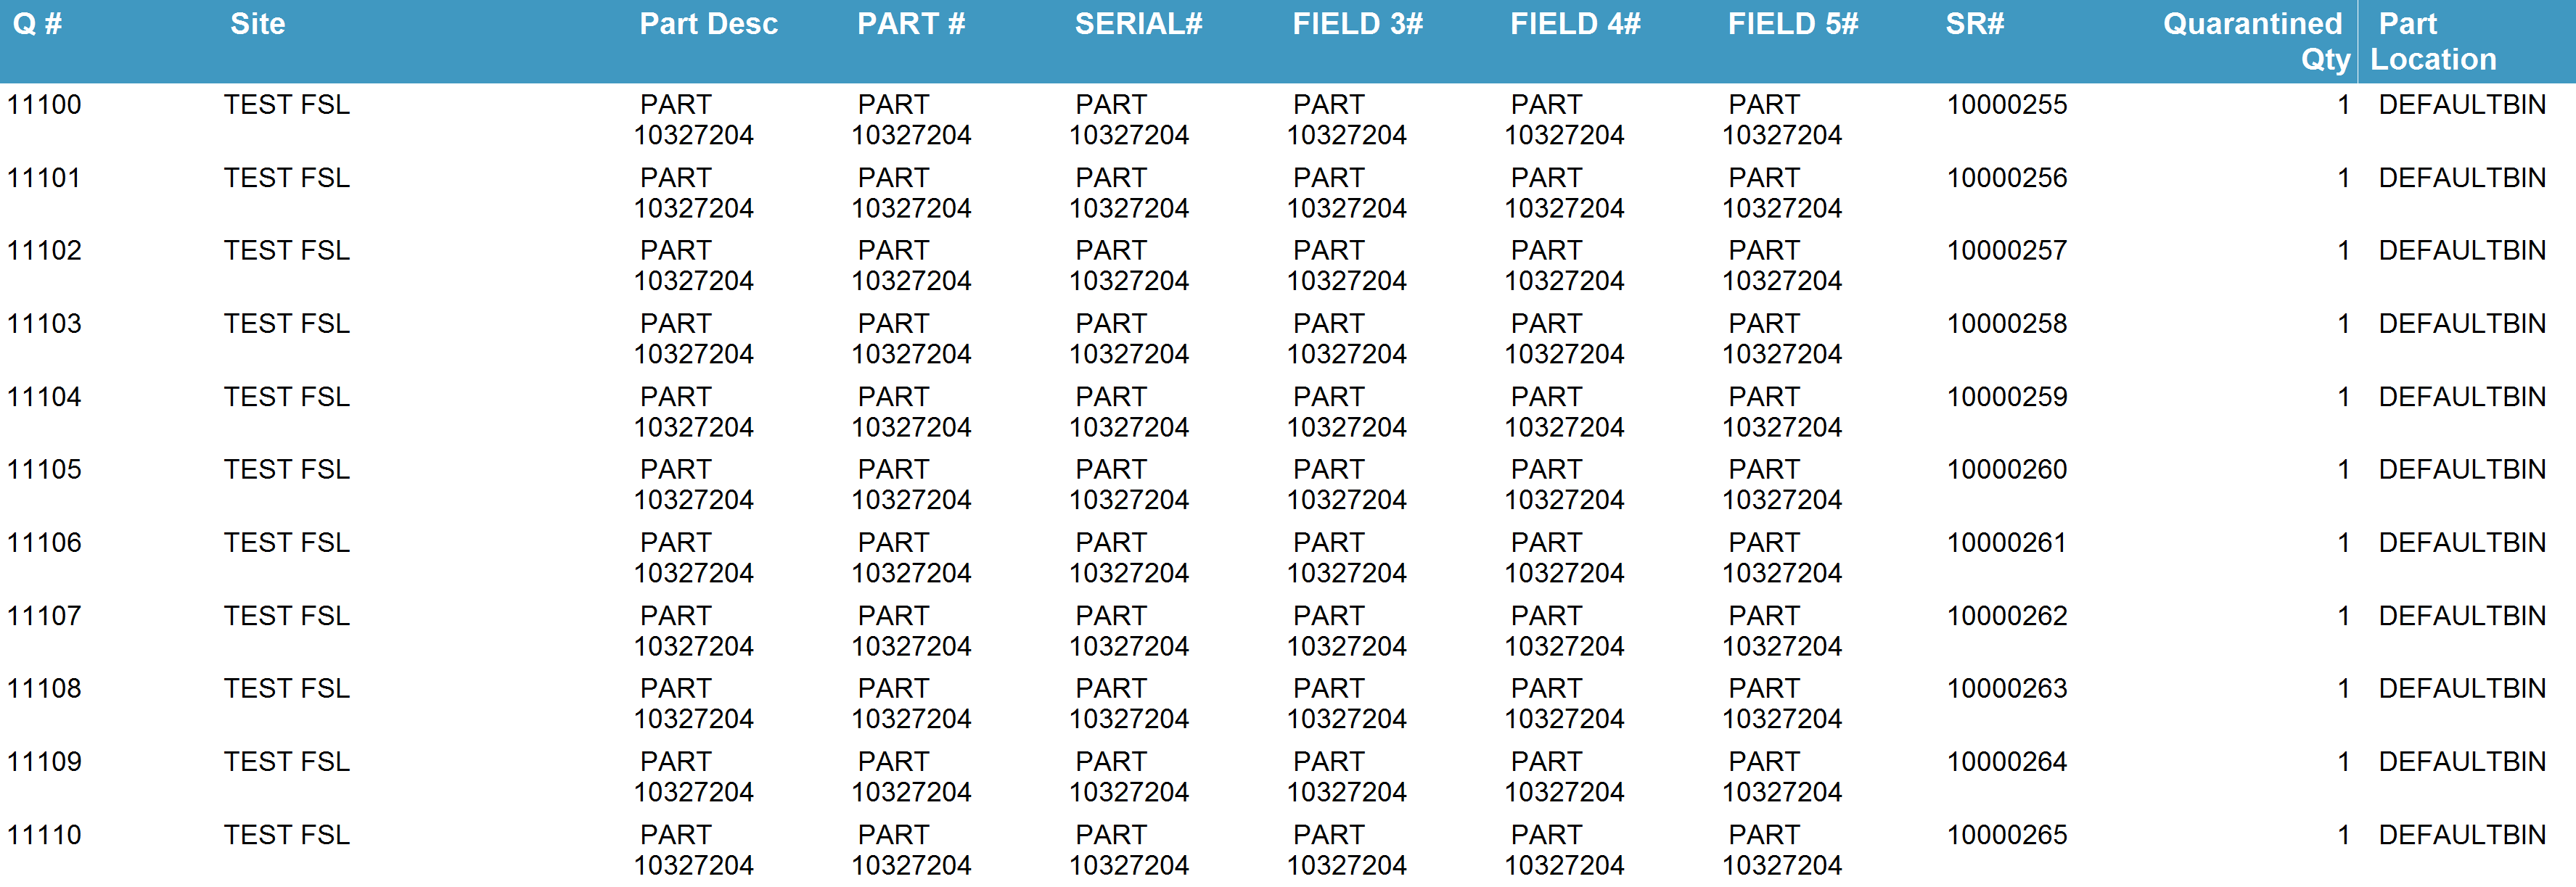 Q # Site Part Desc PART # SERIAL# FIELD 3# FIELD 4# FIELD 5# SR# Quarantined Part
Qty Location
11100 TEST FSL PART PART PART PART PART PART 10000255 1 DEFAULTBIN
10327204 10327204 10327204 10327204 10327204 10327204
11101 TEST FSL PART PART PART PART PART PART 10000256 1 DEFAULTBIN
10327204 10327204 10327204 10327204 10327204 10327204
11102 TEST FSL PART PART PART PART PART PART 10000257 1 DEFAULTBIN
10327204 10327204 10327204 10327204 10327204 10327204
11103 TEST FSL PART PART PART PART PART PART 10000258 1 DEFAULTBIN
10327204 10327204 10327204 10327204 10327204 10327204
11104 TEST FSL PART PART PART PART PART PART 10000259 1 DEFAULTBIN
10327204 10327204 10327204 10327204 10327204 10327204
11105 TEST FSL PART PART PART PART PART PART 10000260 1 DEFAULTBIN
10327204 10327204 10327204 10327204 10327204 10327204
11106 TEST FSL PART PART PART PART PART PART 10000261 1 DEFAULTBIN
10327204 10327204 10327204 10327204 10327204 10327204
11107 TEST FSL PART PART PART PART PART PART 10000262 1 DEFAULTBIN
10327204 10327204 10327204 10327204 10327204 10327204
11108 TEST FSL PART PART PART PART PART PART 10000263 1 DEFAULTBIN
10327204 10327204 10327204 10327204 10327204 10327204
11109 TEST FSL PART PART PART PART PART PART 10000264 1 DEFAULTBIN
10327204 10327204 10327204 10327204 10327204 10327204
11110 TEST FSL PART PART PART PART PART PART 10000265 1 DEFAULTBIN
10327204 10327204 10327204 10327204 10327204 10327204